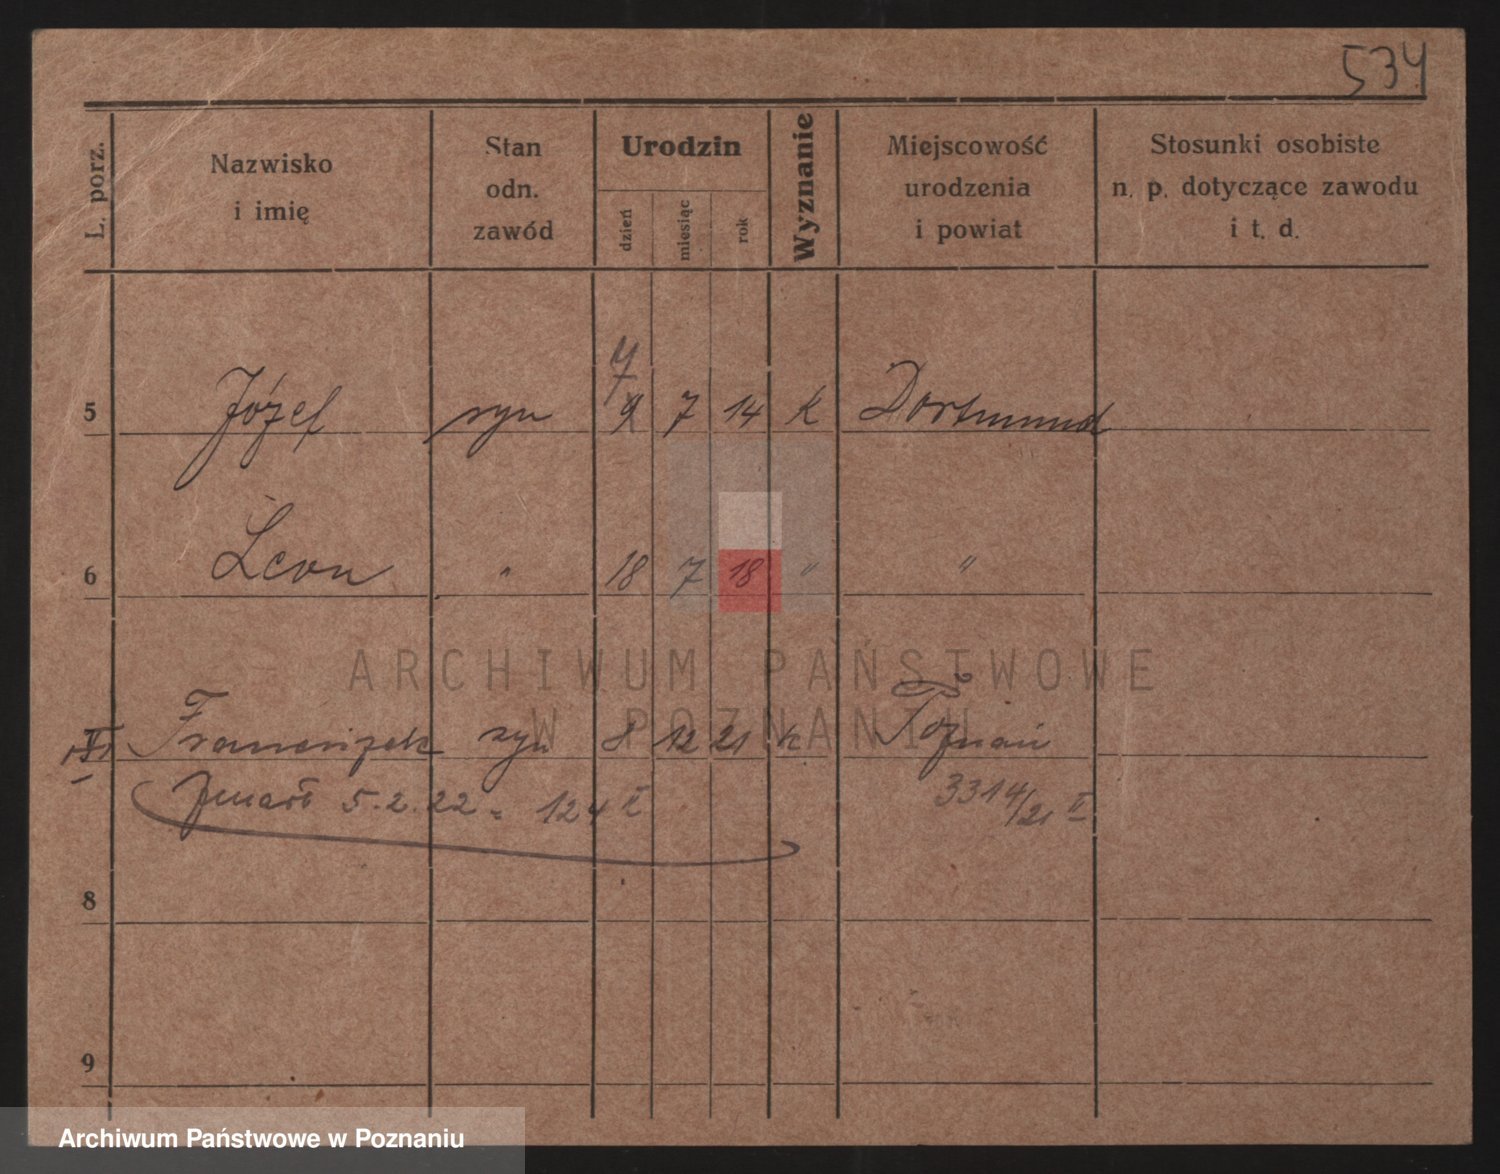 534
L. porz.
Nazwisko
i imię
Stan
odn.
zawód
Urodzin
dzień
miesiąc
rok
Wyznanie
Miejscowość
urodzenia
i powiat
Stosunki osobiste
n. p. dotyczące zawodu
i t. d.
5 Józef syn 9 7 14 K Dortmund
6 Leon " 18 7 18 " "
Franciszek syn 8 12 21 k Poznań
zmarł 5.2.22 - 124 II 3314/21 II
8
9
ARCHIWUM PAŃSTWOWE
W POZNANIU
Archiwum Państwowe w Poznaniu